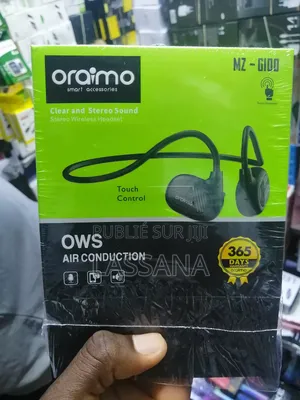 oraimo
smart accessories
MZ - G100
Clear and Stereo Sound
Stereo Wireless Headset
Touch
Control
PUBLIÉ SUR JIJI
HASSANA
OWS
AIR CONDUCTION
365
DAYS